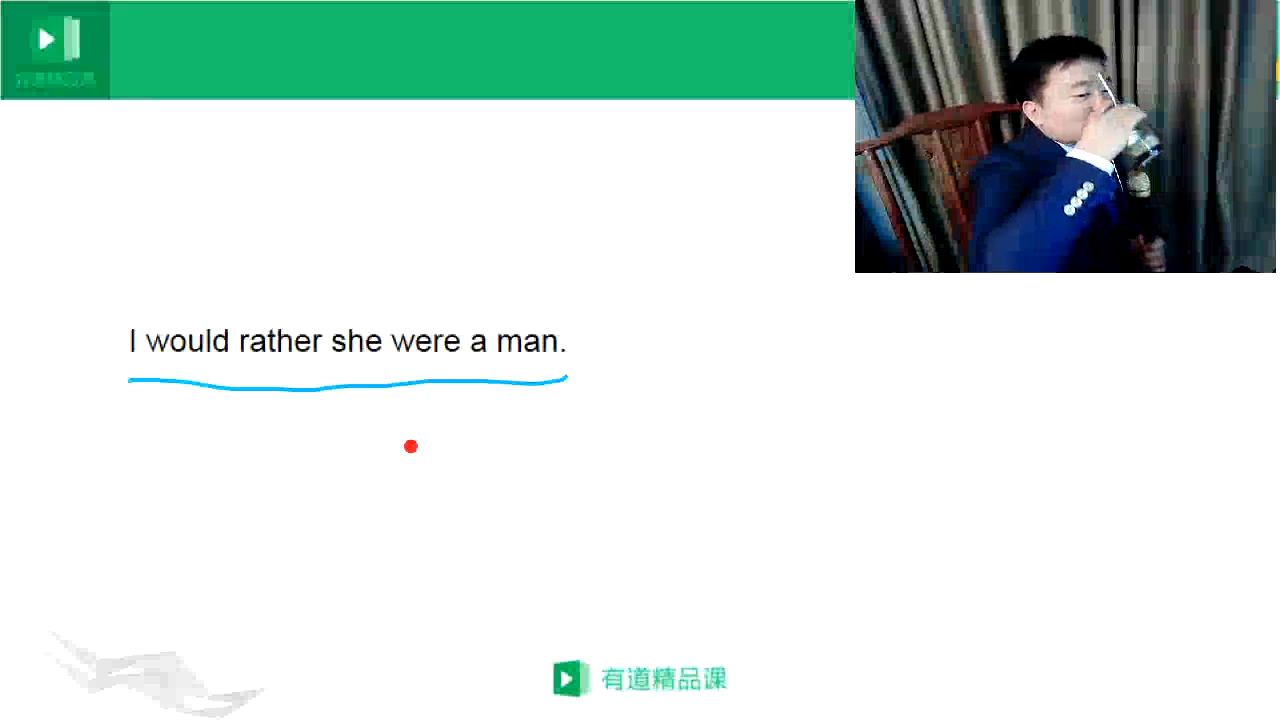 I would rather she were a man.
有道精品课